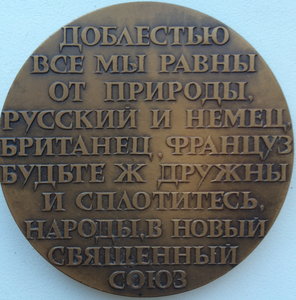 ДОБЛЕСТЬЮ
ВСЕ МЫ РАВНЫ
ОТ ПРИРОДЫ,
РУССКИЙ И НЕМЕЦ,
БРИТАНЕЦ, ФРАНЦУЗ
БУДЬТЕ Ж ДРУЖНЫ
И СПЛОТИТЕСЬ,
НАРОДЫ, В НОВЫЙ
СВЯЩЕННЫЙ
СОЮЗ